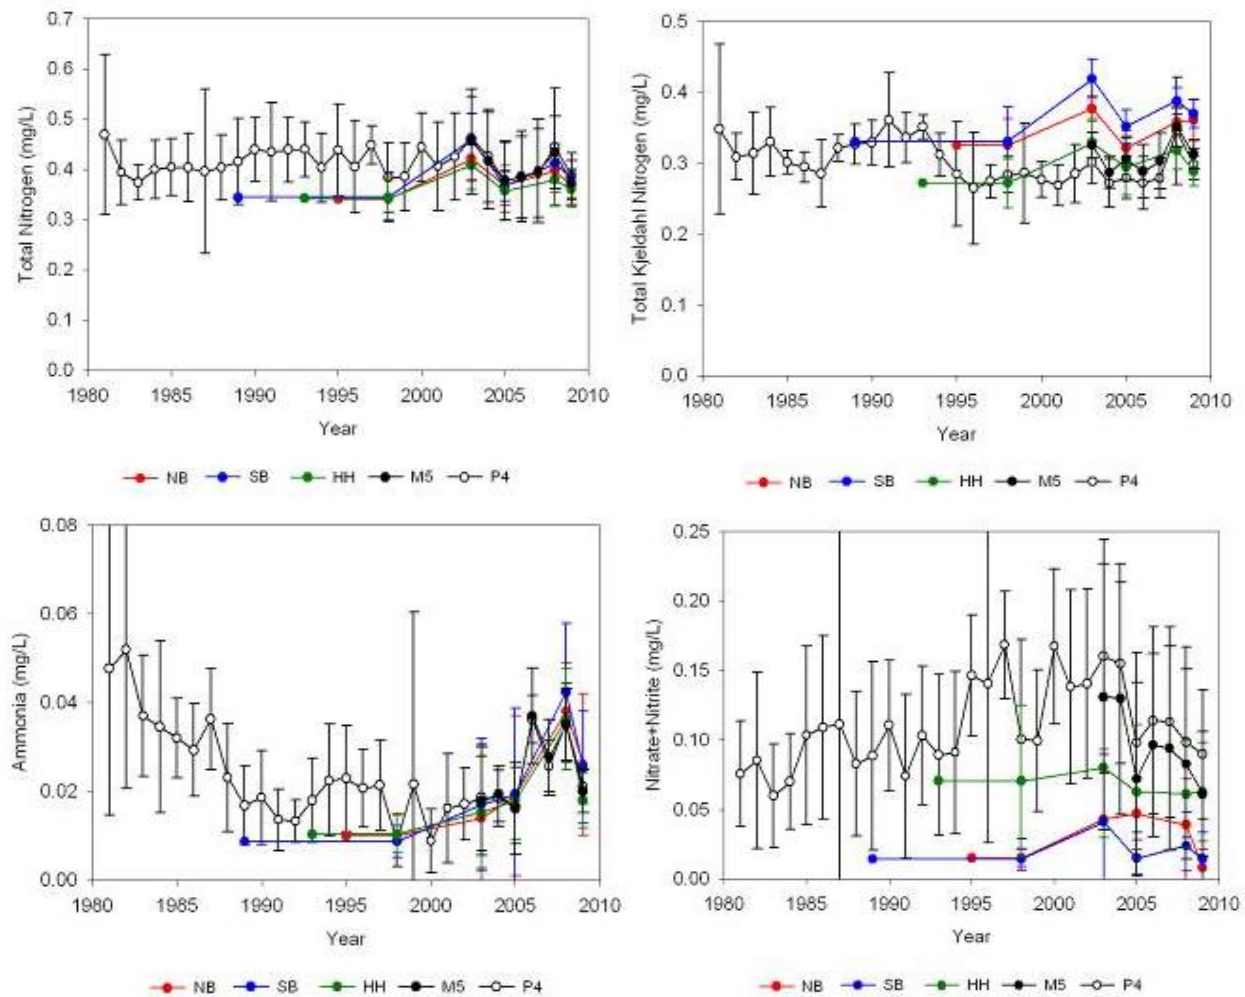 Total Nitrogen (mg/L)
0.7
0.6
0.5
0.4
0.3
0.2
0.1
0.0
1980 1985 1990 1995 2000 2005 2010
Year
NB SB HH M5 P4
Total Kjeldahl Nitrogen (mg/L)
0.5
0.4
0.3
0.2
0.1
0.0
1980 1985 1990 1995 2000 2005 2010
Year
NB SB HH M5 P4
Ammonia (mg/L)
0.08
0.06
0.04
0.02
0.00
1980 1985 1990 1995 2000 2005 2010
Year
NB SB HH M5 P4
Nitrate+Nitrite (mg/L)
0.25
0.20
0.15
0.10
0.05
0.00
1980 1985 1990 1995 2000 2005 2010
Year
NB SB HH M5 P4